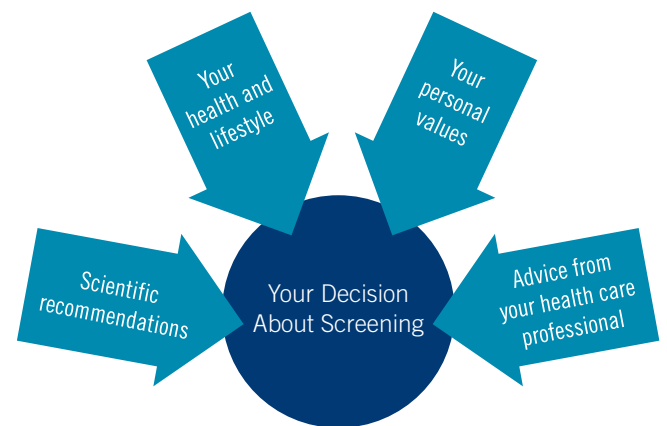 Your
health and
lifestyle
Your
personal
values
Scientific
recommendations
Your Decision
About Screening
Advice from
your health care
professional